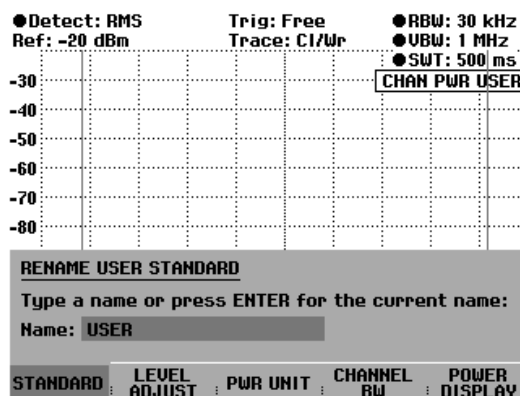 ●Detect: RMS Trig: Free ●RBW: 30 kHz
Ref: -20 dBm Trace: Cl/Wr ●VBW: 1 MHz
●SWT: 500 ms
CHAN PWR USER
-30
-40
-50
-60
-70
-80
RENAME USER STANDARD
Type a name or press ENTER for the current name:
Name: USER
STANDARD LEVEL ADJUST PWR UNIT CHANNEL BW POWER DISPLAY